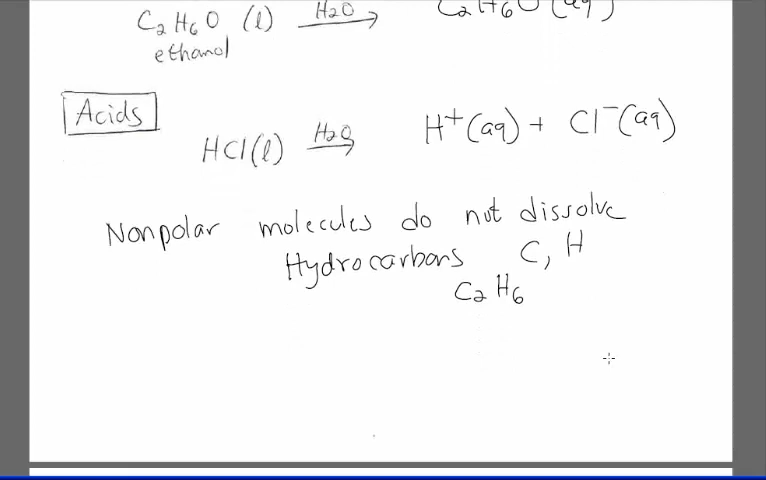 C₂H₆O (l) H₂O → C₂H₆O (aq)
ethanol
Acids
HCl(l) H₂O → H⁺(aq) + Cl⁻(aq)
Nonpolar molecules do not dissolve
Hydrocarbons C, H
C₂H₆